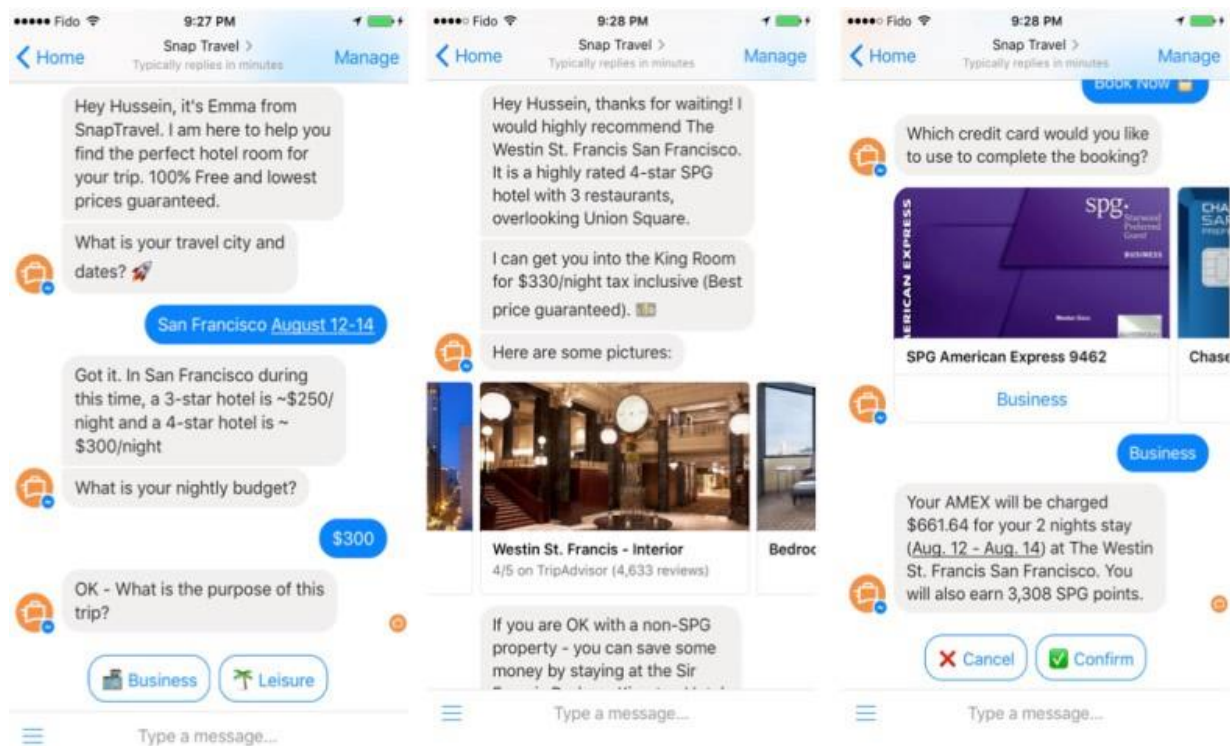 Fido 9:27 PM
Home
Snap Travel >
Typically replies in minutes
Manage
Hey Hussein, it's Emma from
SnapTravel. I am here to help you
find the perfect hotel room for
your trip. 100% Free and lowest
prices guaranteed.
What is your travel city and
dates? 🚀
San Francisco August 12-14
Got it. In San Francisco during
this time, a 3-star hotel is ~$250/
night and a 4-star hotel is ~
$300/night
What is your nightly budget?
$300
OK - What is the purpose of this
trip?
Business
🌴 Leisure
Type a message...
Fido 9:28 PM
Home
Snap Travel >
Typically replies in minutes
Manage
Hey Hussein, thanks for waiting! I
would highly recommend The
Westin St. Francis San Francisco.
It is a highly rated 4-star SPG
hotel with 3 restaurants,
overlooking Union Square.
I can get you into the King Room
for $330/night tax inclusive (Best
price guaranteed). 💵
Here are some pictures:
Westin St. Francis - Interior
4/5 on TripAdvisor (4,633 reviews)
Bedroo
If you are OK with a non-SPG
property - you can save some
money by staying at the Sir
Fido 9:28 PM
Home
Snap Travel >
Typically replies in minutes
Manage
Type a message...
Book Now
Which credit card would you like
to use to complete the booking?
AMERICAN EXPRESS
spg.
Starwood
Preferred
Guest
BUSINESS
CHA
SAP
PREF
SPG American Express 9462
Chase
Business
Business
Your AMEX will be charged
$661.64 for your 2 nights stay
(Aug. 12 - Aug. 14) at The Westin
St. Francis San Francisco. You
will also earn 3,308 SPG points.
❌ Cancel
✅ Confirm
Type a message...